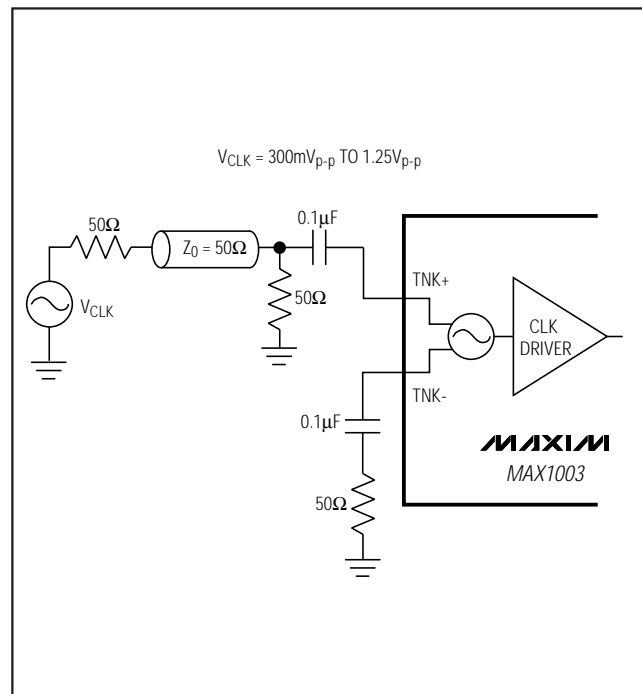 V_CLK = 300mV_p-p TO 1.25V_p-p
50Ω
Z_0 = 50Ω
0.1μF
V_CLK
50Ω
TNK+
CLK
DRIVER
TNK-
0.1μF
50Ω
MAXIM
MAX1003